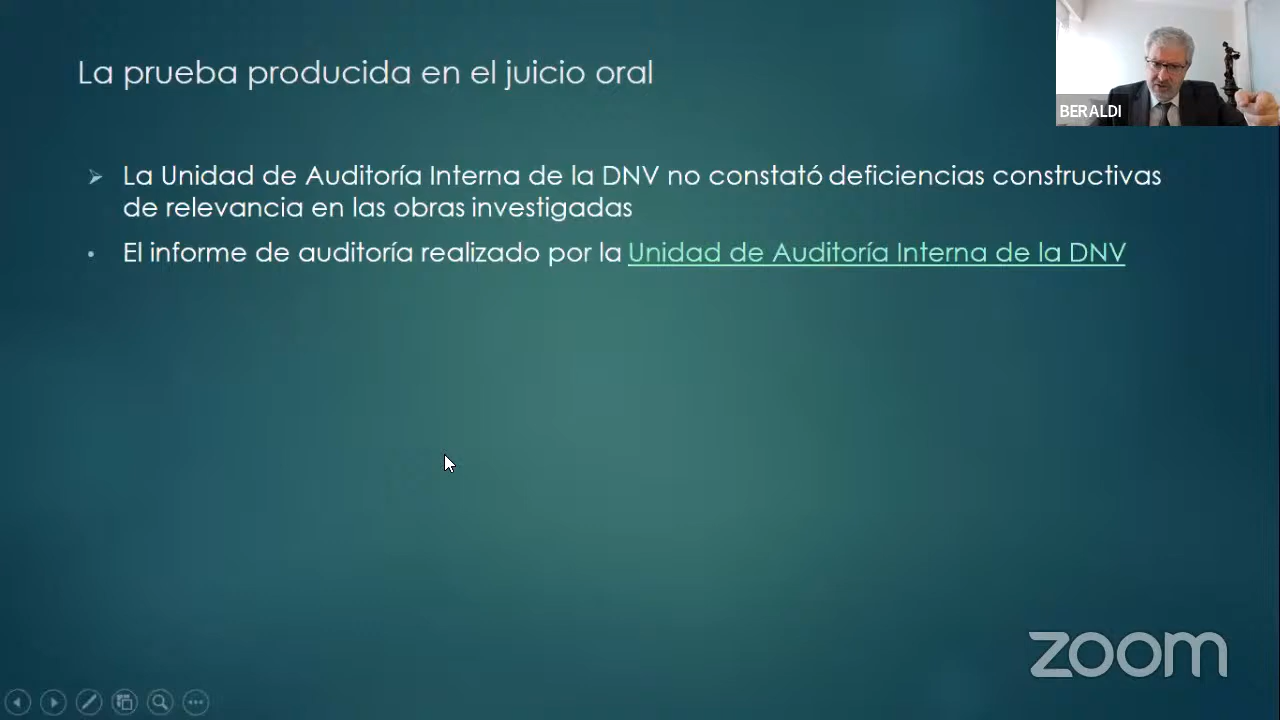 La prueba producida en el juicio oral
BERALDI
La Unidad de Auditoría Interna de la DNV no constató deficiencias constructivas
de relevancia en las obras investigadas
El informe de auditoría realizado por la Unidad de Auditoría Interna de la DNV
zoom